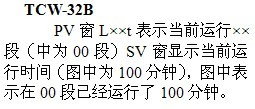 TCW-32B
PV 窗 L××t 表示当前运行××
段（中为 00 段）SV 窗显示当前运
行时间（图中为 100 分钟），图中表
示在 00 段已经运行了 100 分钟。